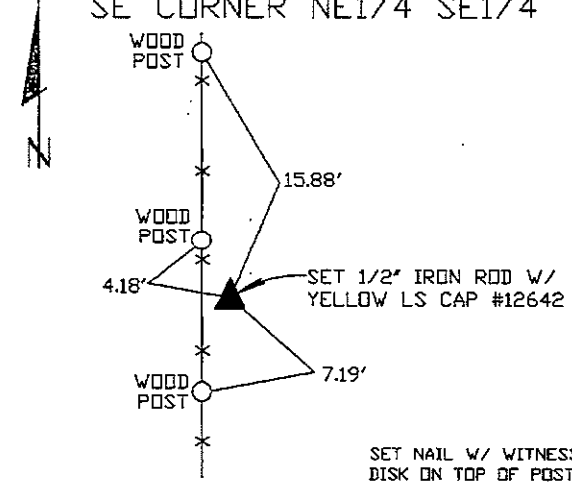 SE CORNER NE1/4 SE1/4
WOOD
POST
N
15.88'
WOOD
POST
4.18'
SET 1/2" IRON ROD W/
YELLOW LS CAP #12642
7.19'
WOOD
POST
SET NAIL W/ WITNESS
DISK ON TOP OF POST